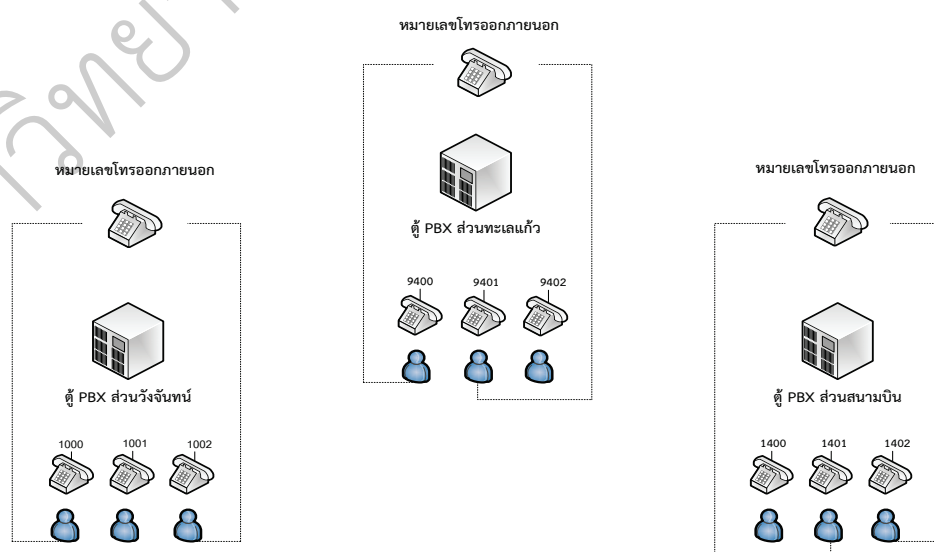 หมายเลขโทรออกภายนอก
ตู้ PBX ส่วนทะเลแก้ว
9400 9401 9402
หมายเลขโทรออกภายนอก
ตู้ PBX ส่วนวังจันทน์
1000 1001 1002
หมายเลขโทรออกภายนอก
ตู้ PBX ส่วนสนามบิน
1400 1401 1402